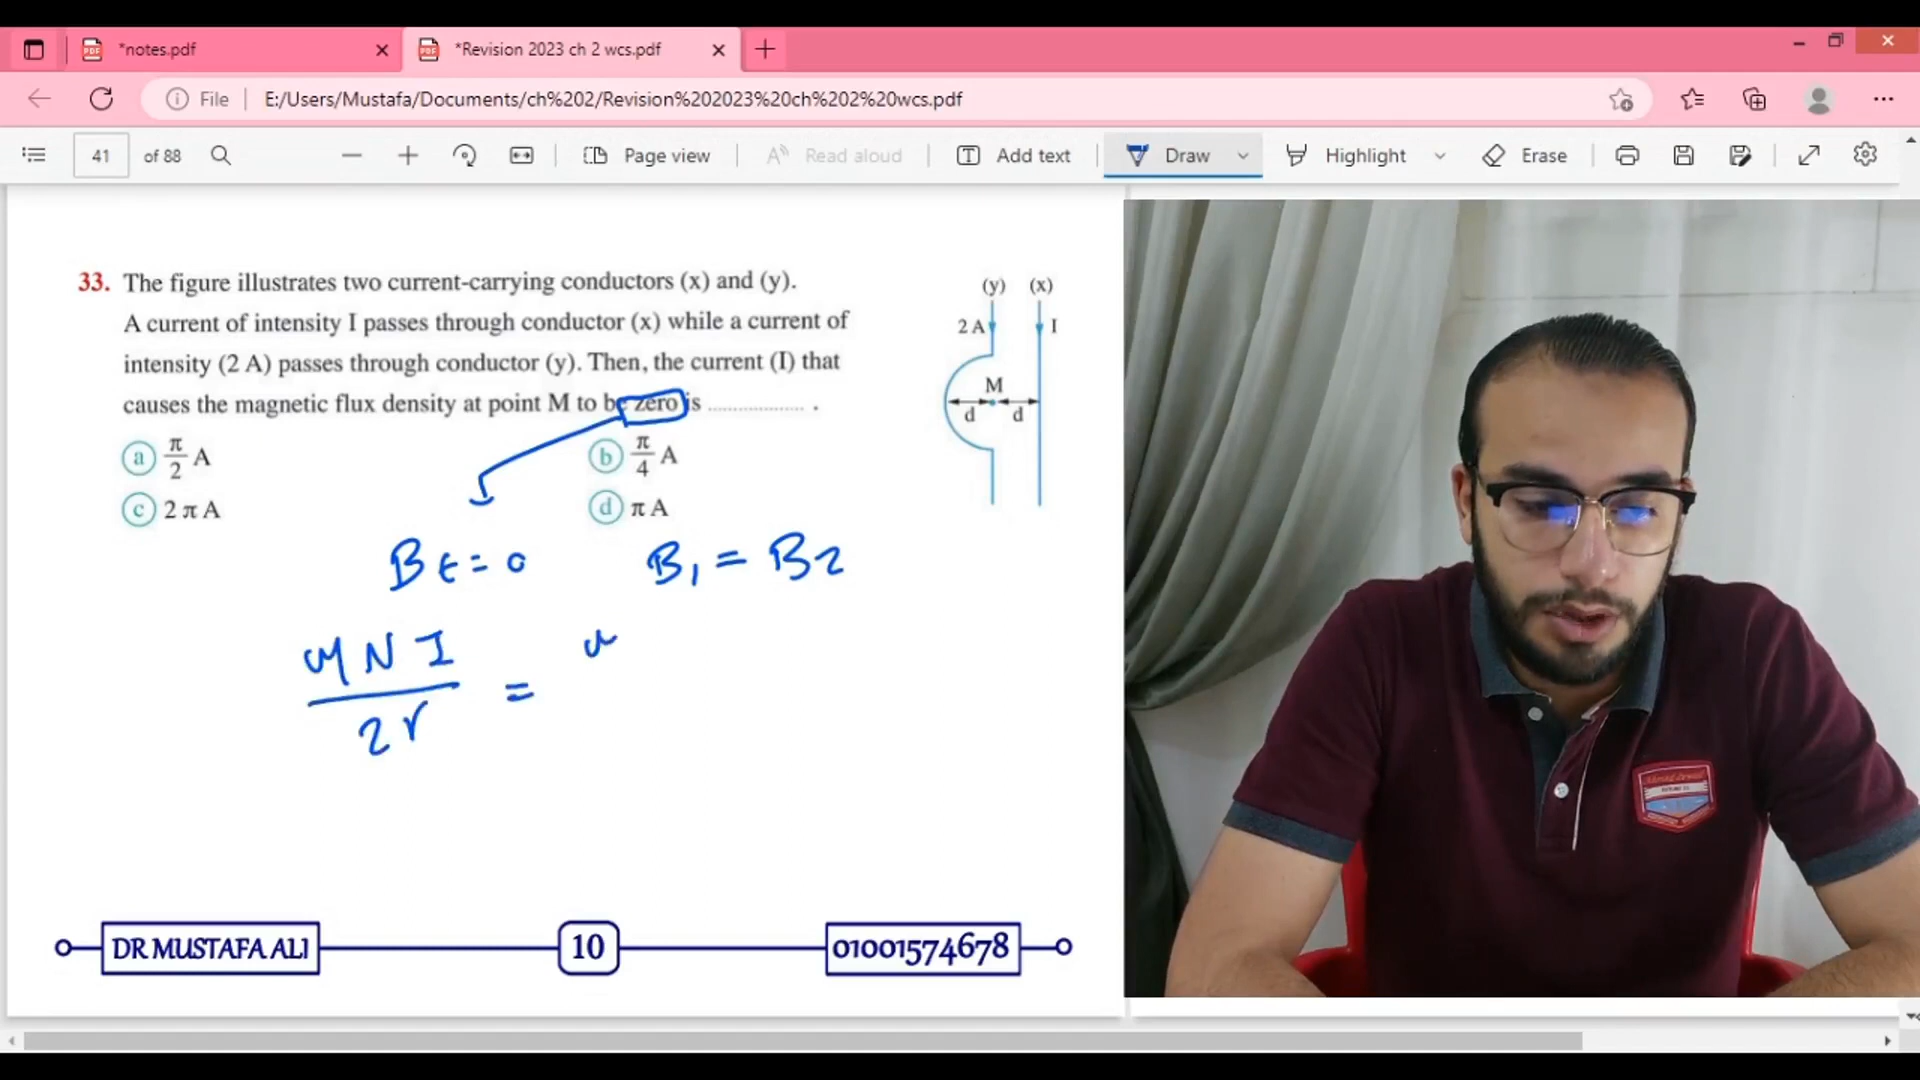 *notes.pdf
*Revision 2023 ch 2 wcs.pdf
File
E:/Users/Mustafa/Documents/ch%202/Revision%202023%20ch%202%20wcs.pdf
41 of 88
Page view
Read aloud
Add text
Draw
Highlight
Erase
33. The figure illustrates two current-carrying conductors (x) and (y).
A current of intensity I passes through conductor (x) while a current of
intensity (2 A) passes through conductor (y). Then, the current (I) that
causes the magnetic flux density at point M to be zero is .................. .
a π/2 A
b π/4 A
c 2 π A
d π A
(y) (x)
2 A I
M
d d
Bt = 0 B1 = B2
μ N I / 2 r = μ
DR MUSTAFA ALI
10
01001574678